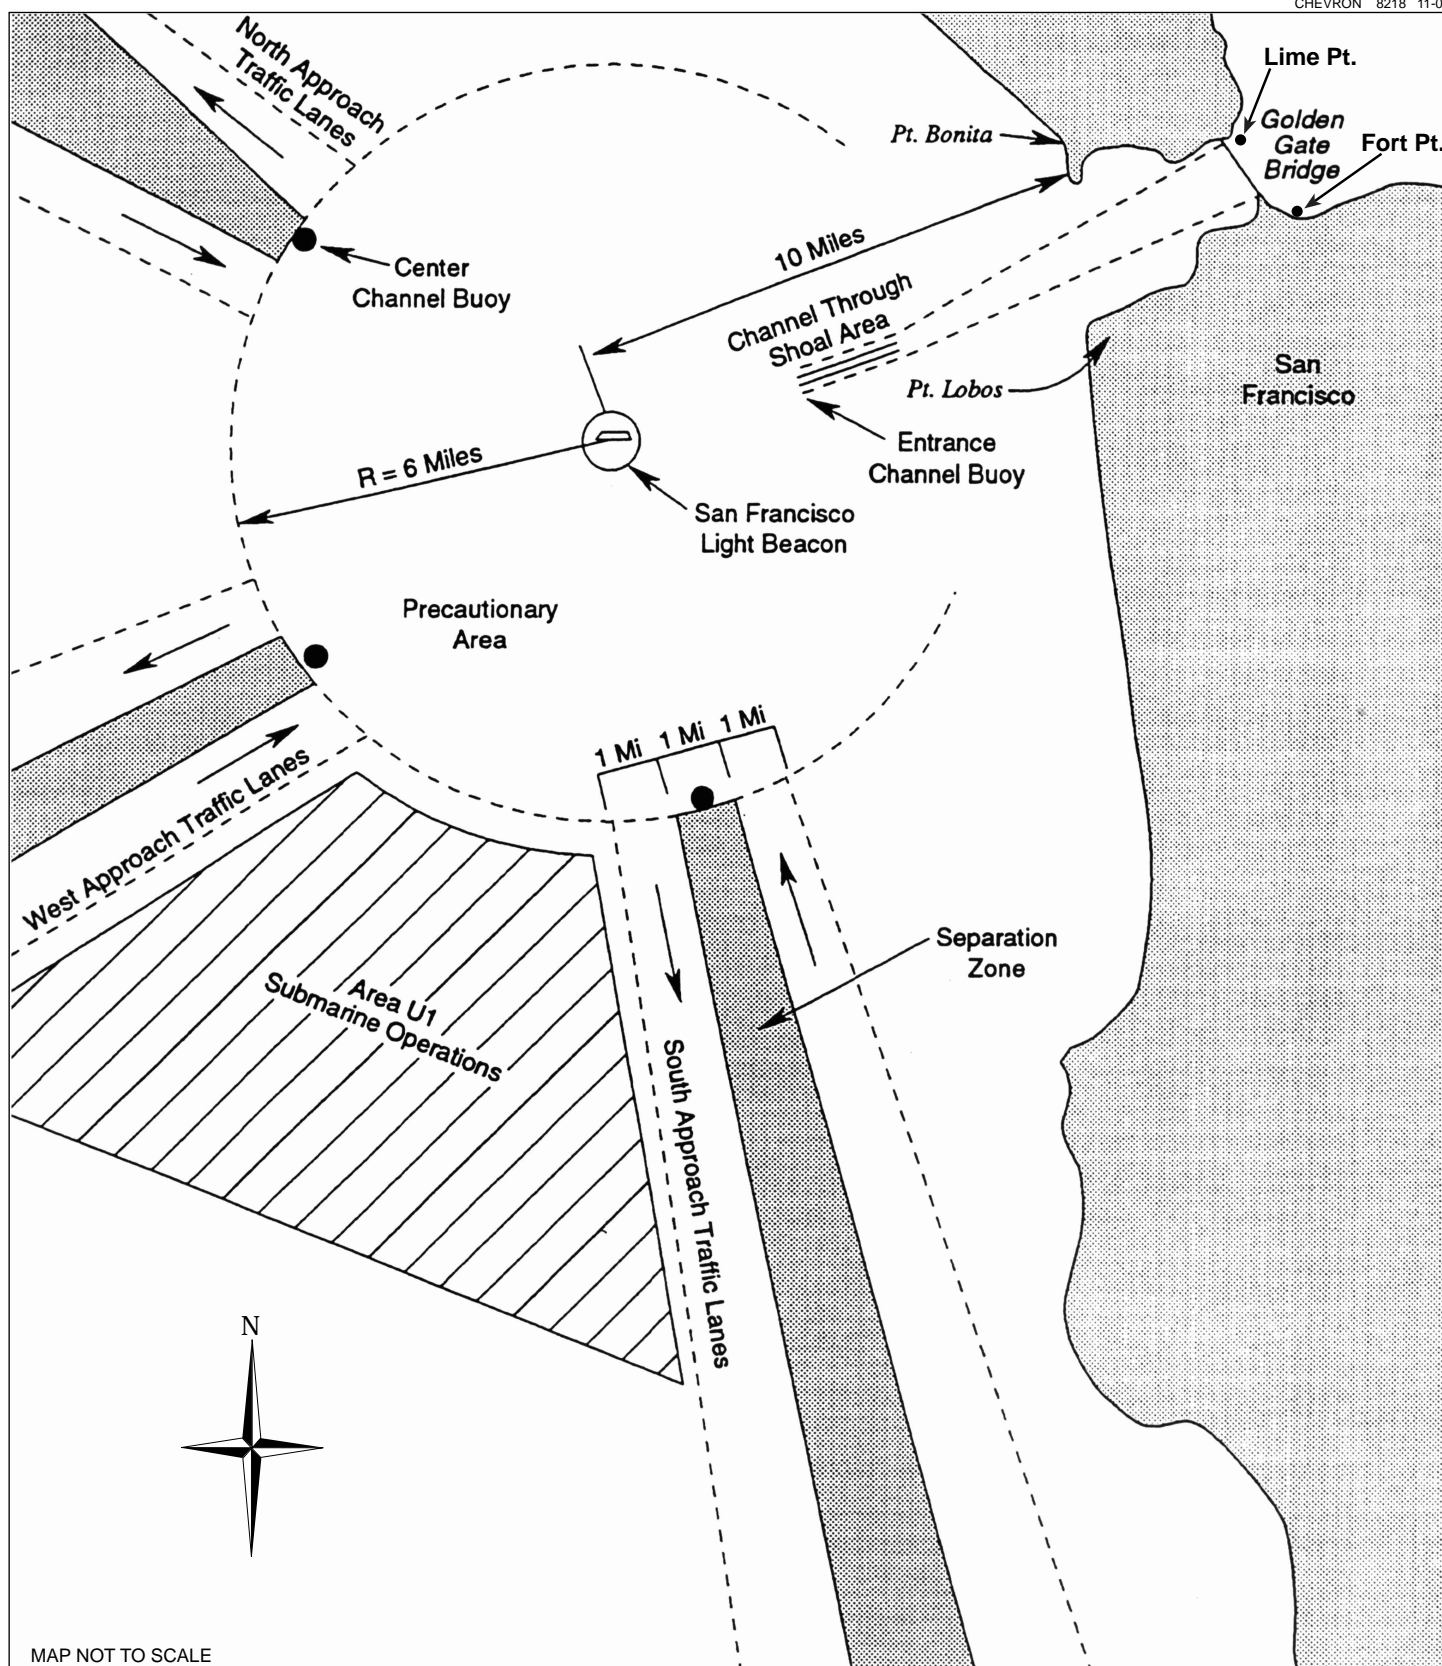 CHEVRON 8218 11-0
North Approach
Traffic Lanes
Lime Pt.
Golden
Gate
Bridge
Fort Pt.
Pt. Bonita
10 Miles
Center
Channel Buoy
Channel Through
Shoal Area
Pt. Lobos
San
Francisco
Entrance
Channel Buoy
R = 6 Miles
San Francisco
Light Beacon
Precautionary
Area
1 Mi
1 Mi
1 Mi
West Approach Traffic Lanes
Separation
Zone
Area U1
Submarine Operations
South Approach Traffic Lanes
N
MAP NOT TO SCALE